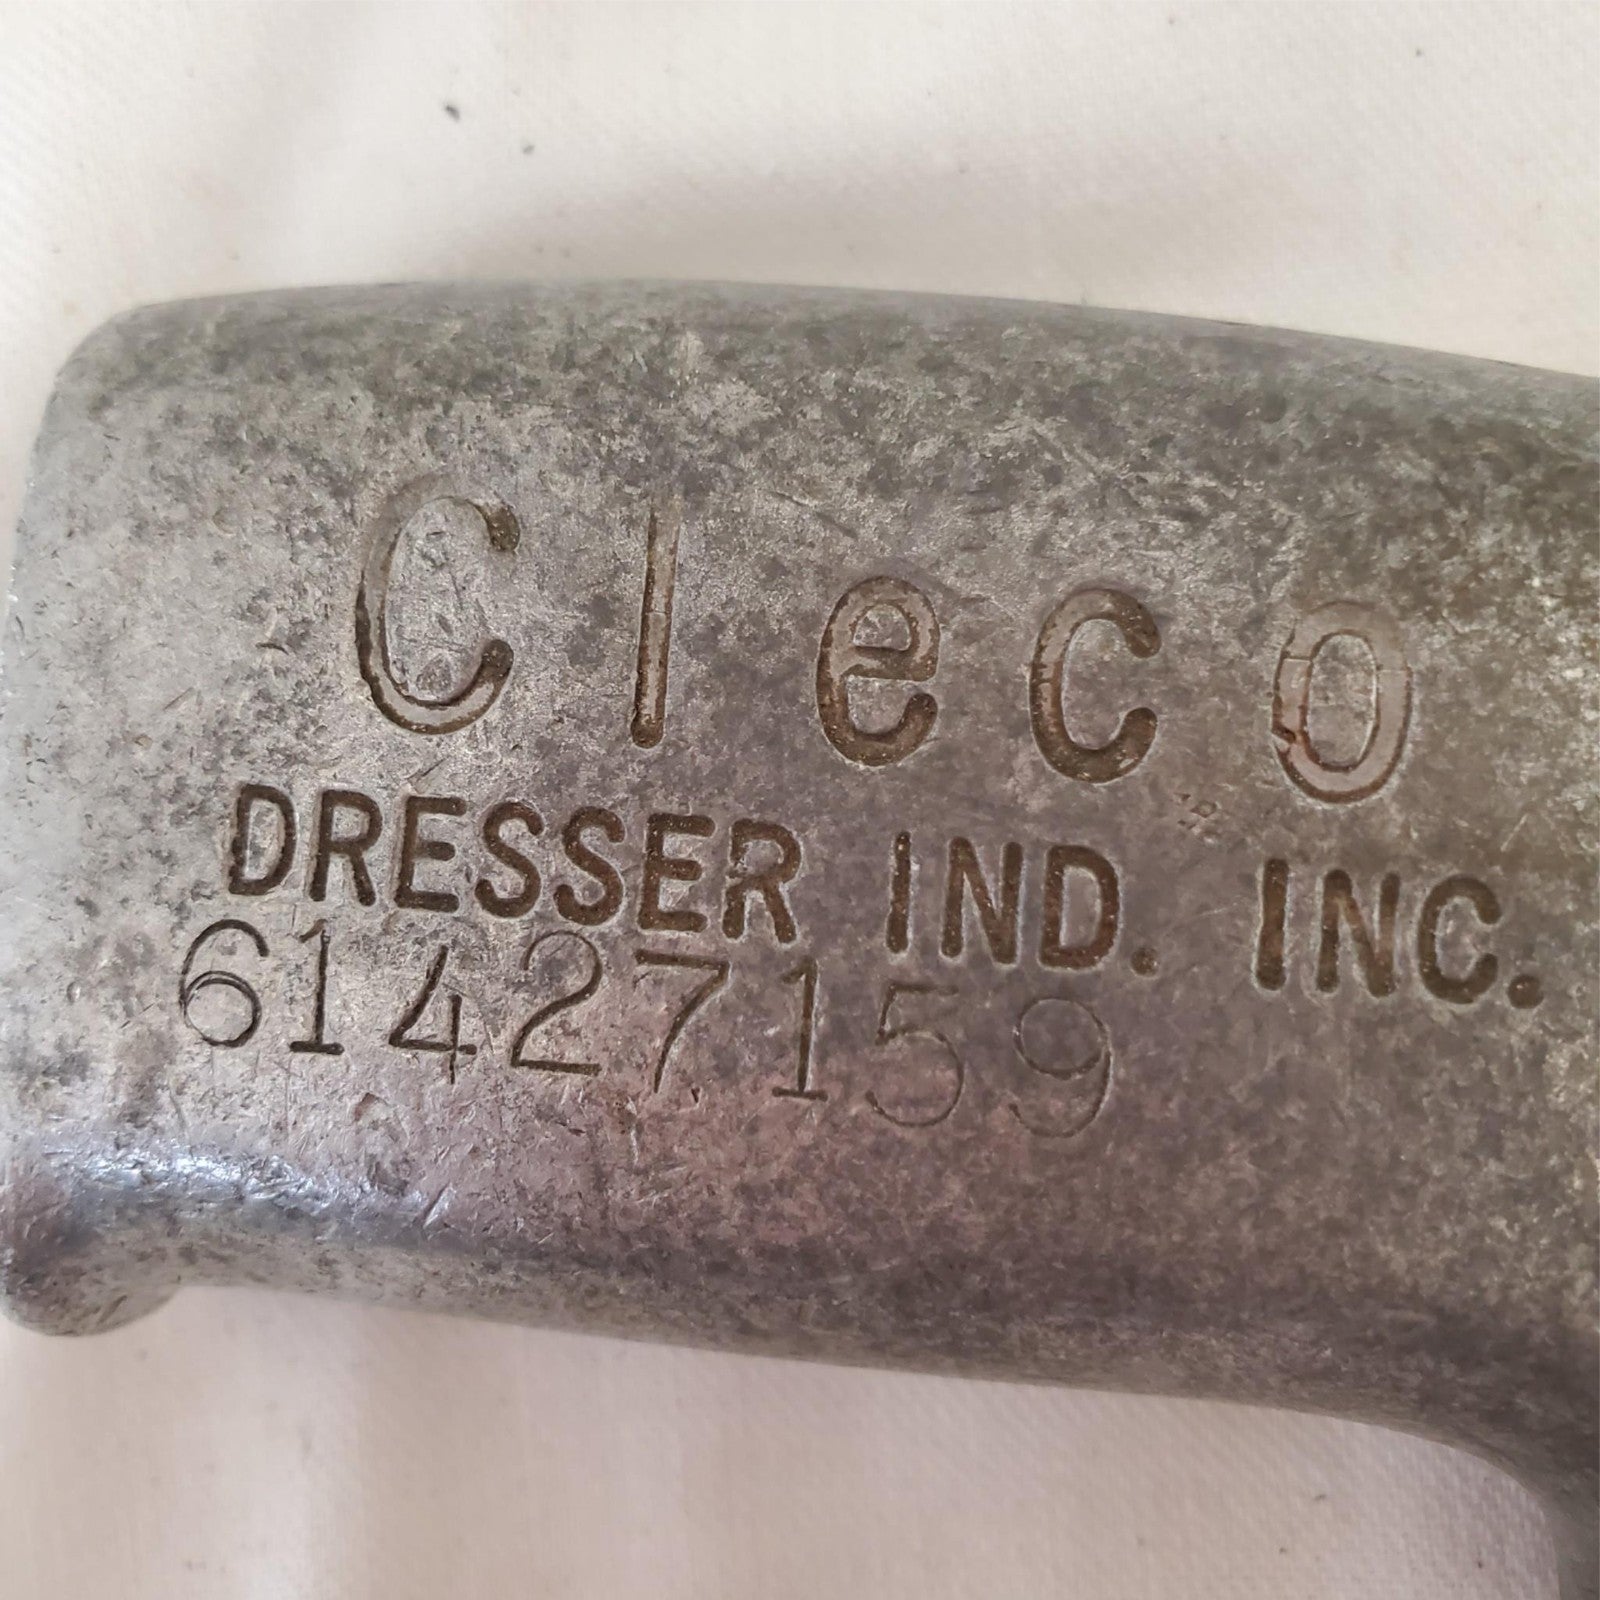 Cleco
DRESSER IND. INC.
61427159